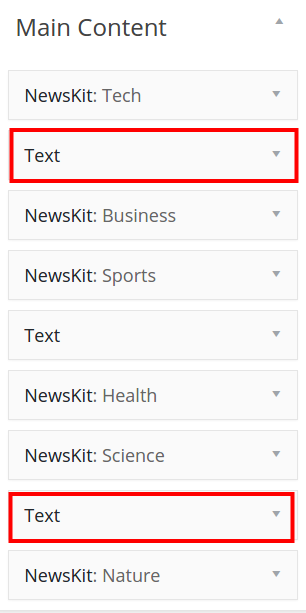 Main Content
NewsKit: Tech
Text
NewsKit: Business
NewsKit: Sports
Text
NewsKit: Health
NewsKit: Science
Text
NewsKit: Nature